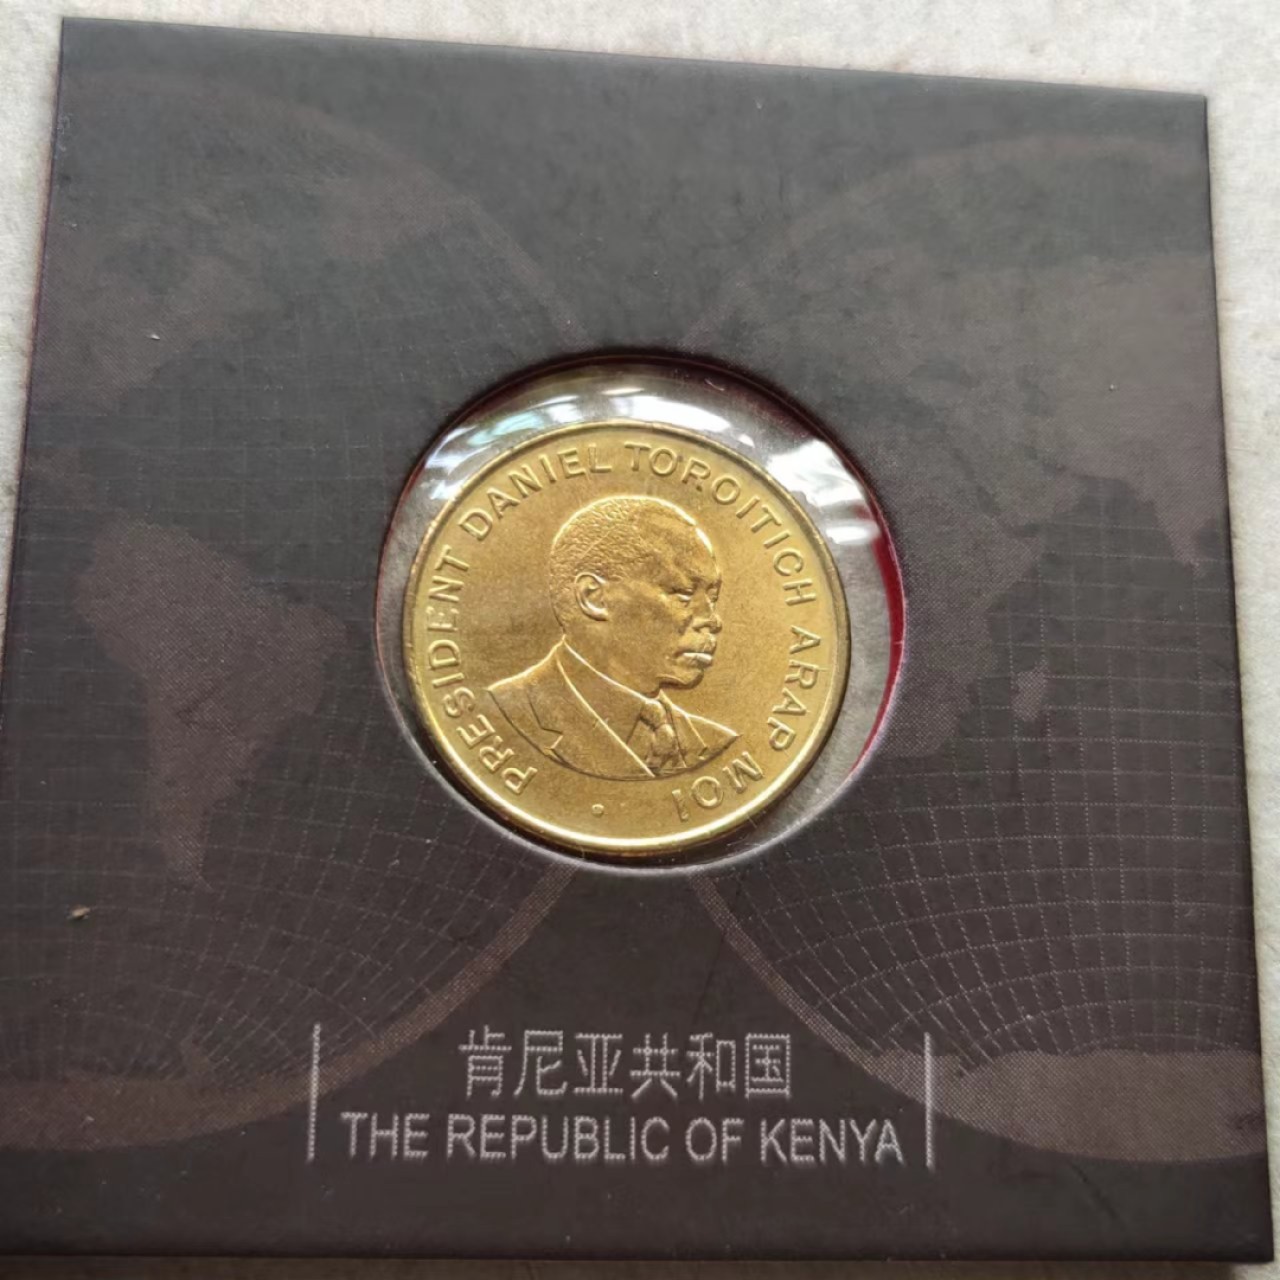 PRESIDENT DANIEL TOROITICH ARAP MOI
肯尼亚共和国
THE REPUBLIC OF KENYA